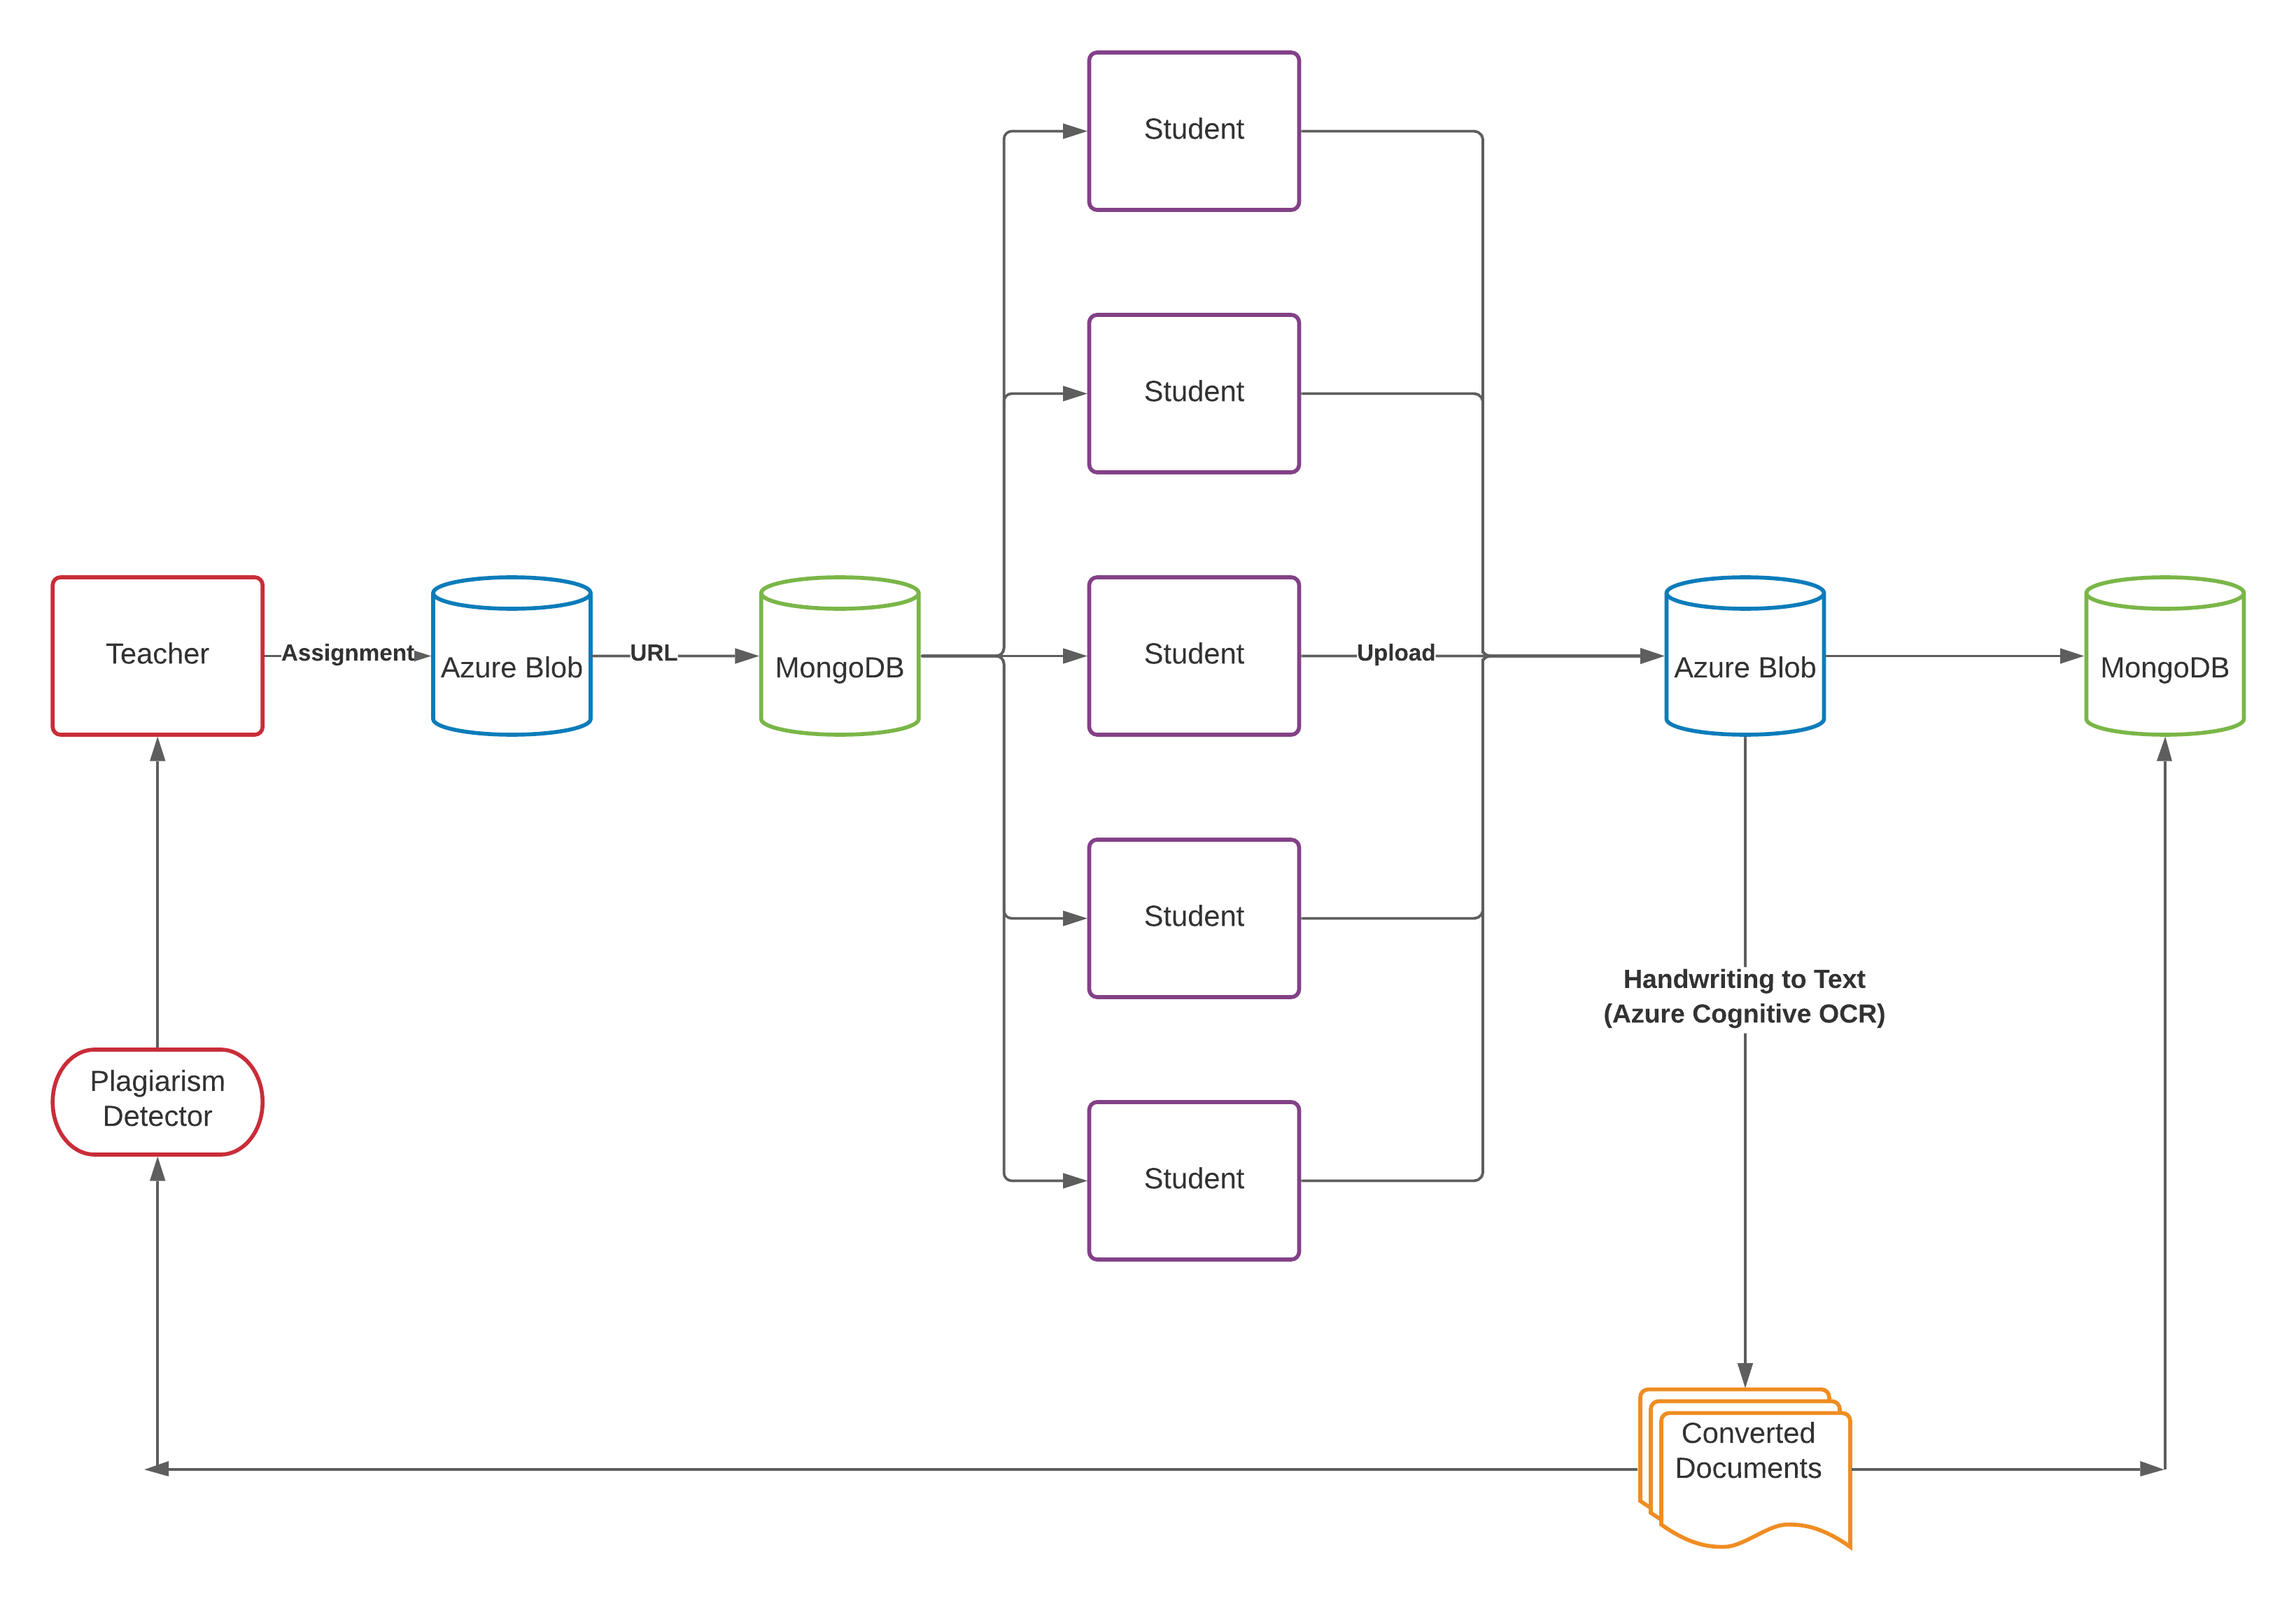 Student
Student
Teacher
Assignment
Azure Blob
URL
MongoDB
Student
Upload
Azure Blob
MongoDB
Student
Handwriting to Text
(Azure Cognitive OCR)
Plagiarism
Detector
Student
Converted
Documents